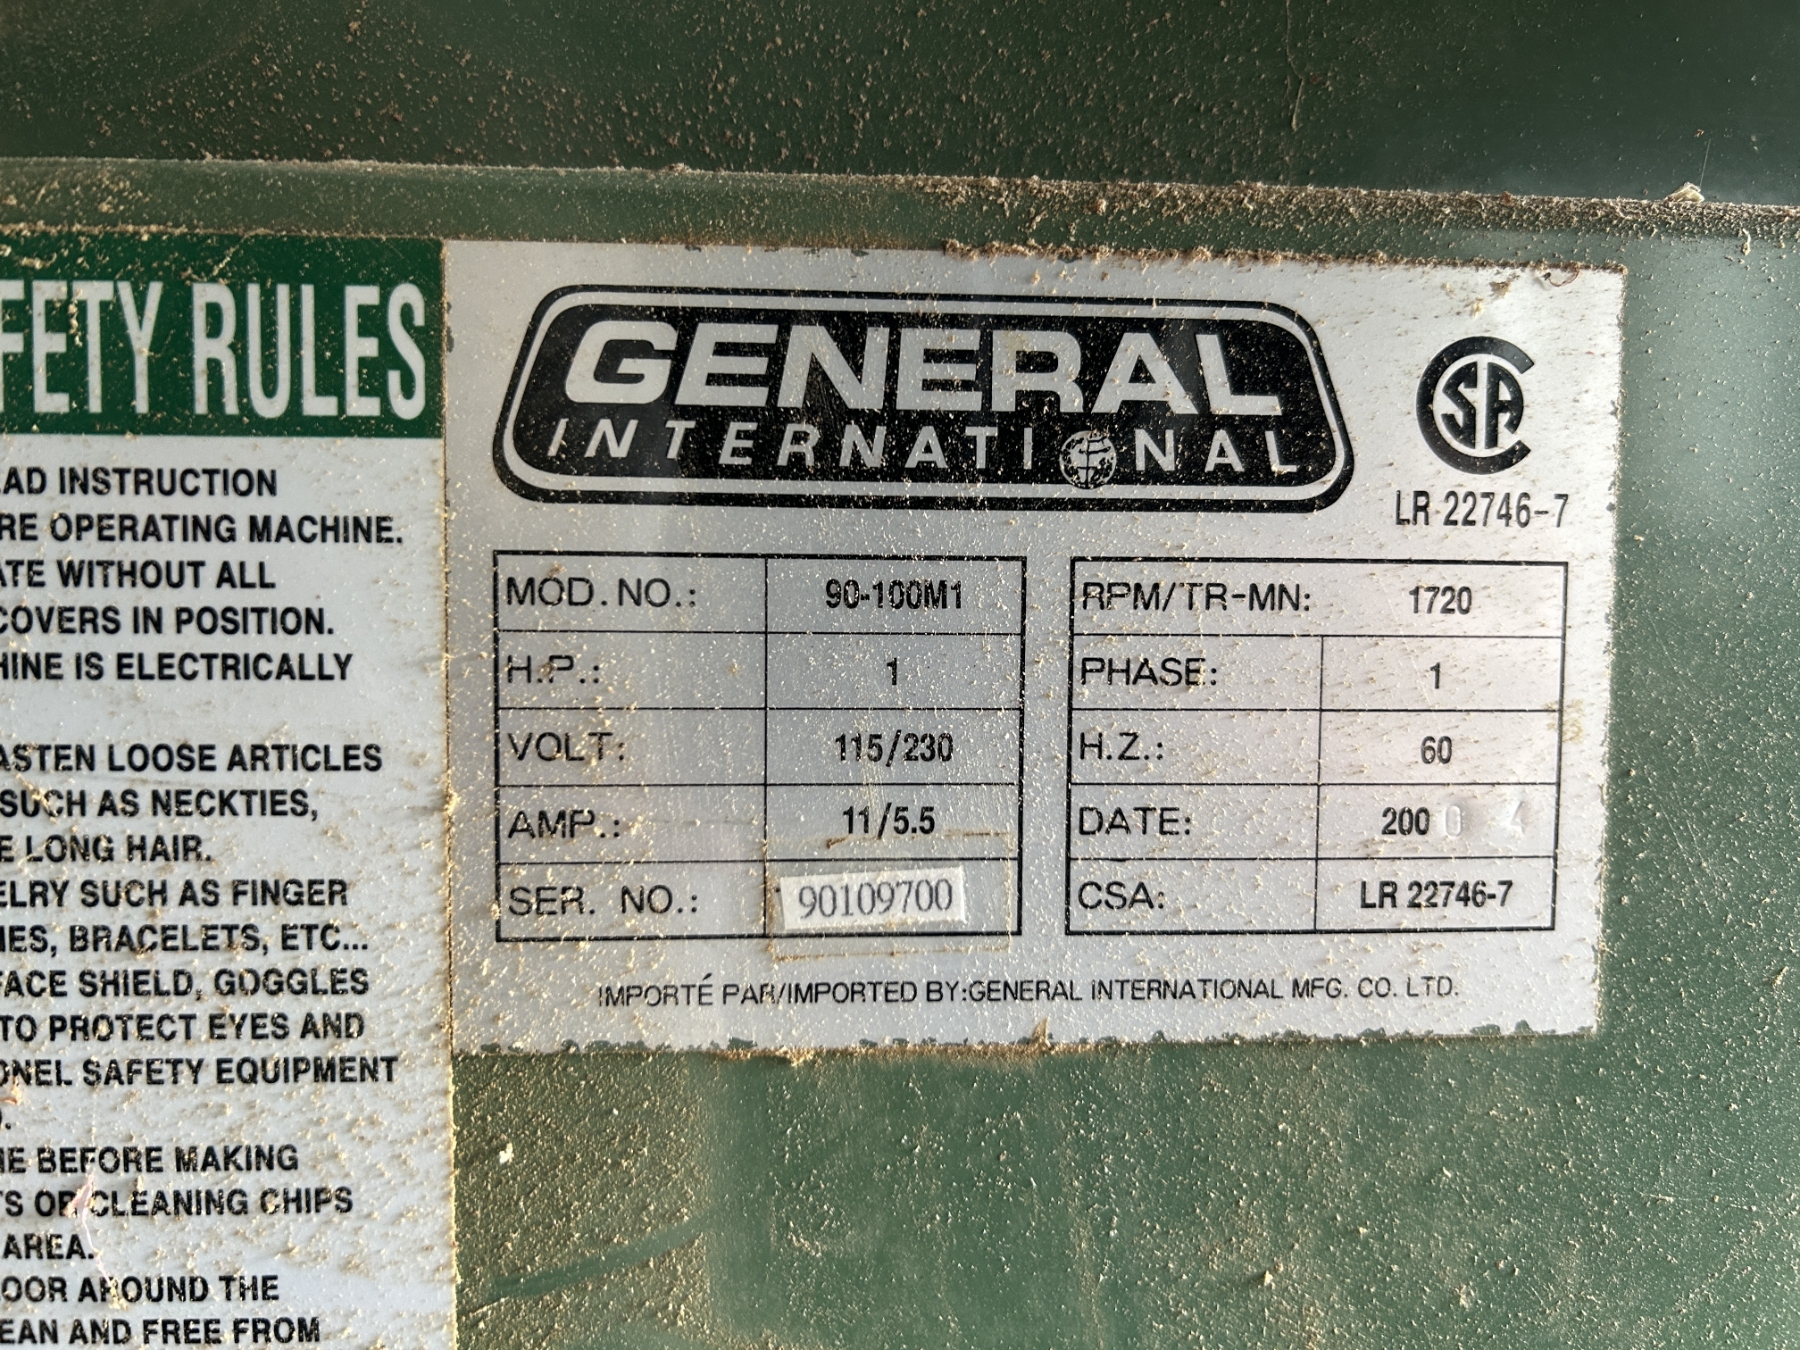 FETY RULES
AD INSTRUCTION
RE OPERATING MACHINE.
ATE WITHOUT ALL
COVERS IN POSITION.
HINE IS ELECTRICALLY
ASTEN LOOSE ARTICLES
SUCH AS NECKTIES,
E LONG HAIR.
ELRY SUCH AS FINGER
IES, BRACELETS, ETC...
FACE SHIELD, GOGGLES
TO PROTECT EYES AND
ONEL SAFETY EQUIPMENT
IE BEFORE MAKING
TS OR CLEANING CHIPS
AREA.
OOR AROUND THE
EAN AND FREE FROM
GENERAL
INTERNATIONAL
CSA
LR 22746-7
MOD. NO.: 90-100M1
H.P.: 1
VOLT: 115/230
AMP.: 11/5.5
SER. NO.: 90109700
RPM/TR-MN: 1720
PHASE: 1
H.Z.: 60
DATE: 200
CSA: LR 22746-7
IMPORTÉ PAR/IMPORTED BY:GENERAL INTERNATIONAL MFG. CO. LTD.